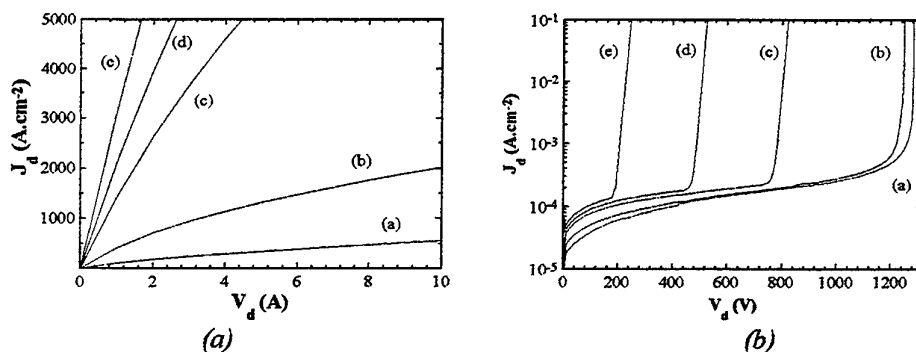 5000
4000
3000
2000
1000
J_d (A.cm⁻²)
(c)
(d)
(c)
(b)
(a)
0
2
4
6
8
10
V_d (A)
(a)
10⁻¹
10⁻²
10⁻³
10⁻⁴
10⁻⁵
J_d (A.cm⁻²)
(e)
(d)
(c)
(b)
(a)
0
200
400
600
800
1000
1200
V_d (V)
(b)